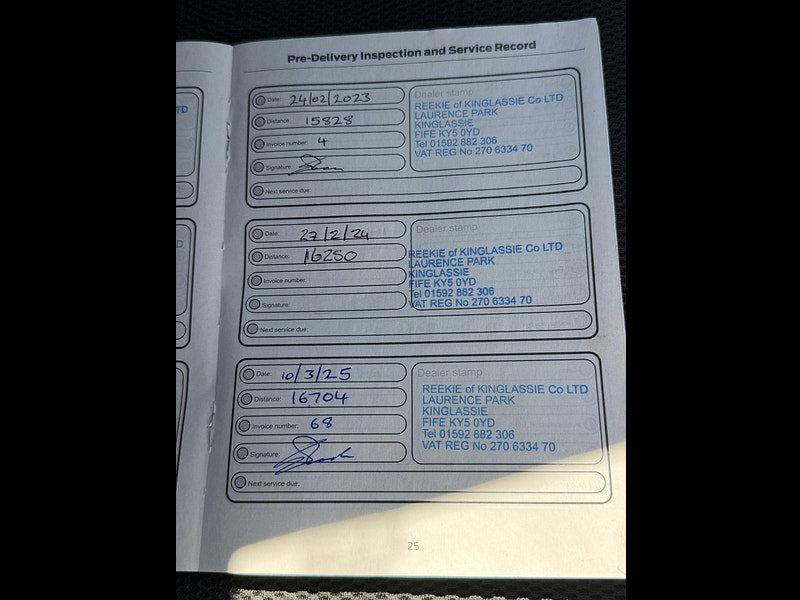 Pre-Delivery Inspection and Service Record
TD
Date: 24/02/2023
Distance: 15828
Invoice number: 4
Signature:
Next service due:
Dealer stamp
REEKIE of KINGLASSIE Co LTD
LAURENCE PARK
KINGLASSIE
FIFE KY5 0YD
Tel 01592 882 306
VAT REG No 270 6334 70
D
Date: 27/2/24
Distance: 16250
Invoice number:
Signature:
Next service due:
Dealer stamp
REEKIE of KINGLASSIE Co LTD
LAURENCE PARK
KINGLASSIE
FIFE KY5 0YD
Tel 01592 882 306
VAT REG No 270 6334 70
Date: 10/3/25
Distance: 16704
Invoice number: 68
Signature:
Next service due:
Dealer stamp
REEKIE of KINGLASSIE Co LTD
LAURENCE PARK
KINGLASSIE
FIFE KY5 0YD
Tel 01592 882 306
VAT REG No 270 6334 70
25